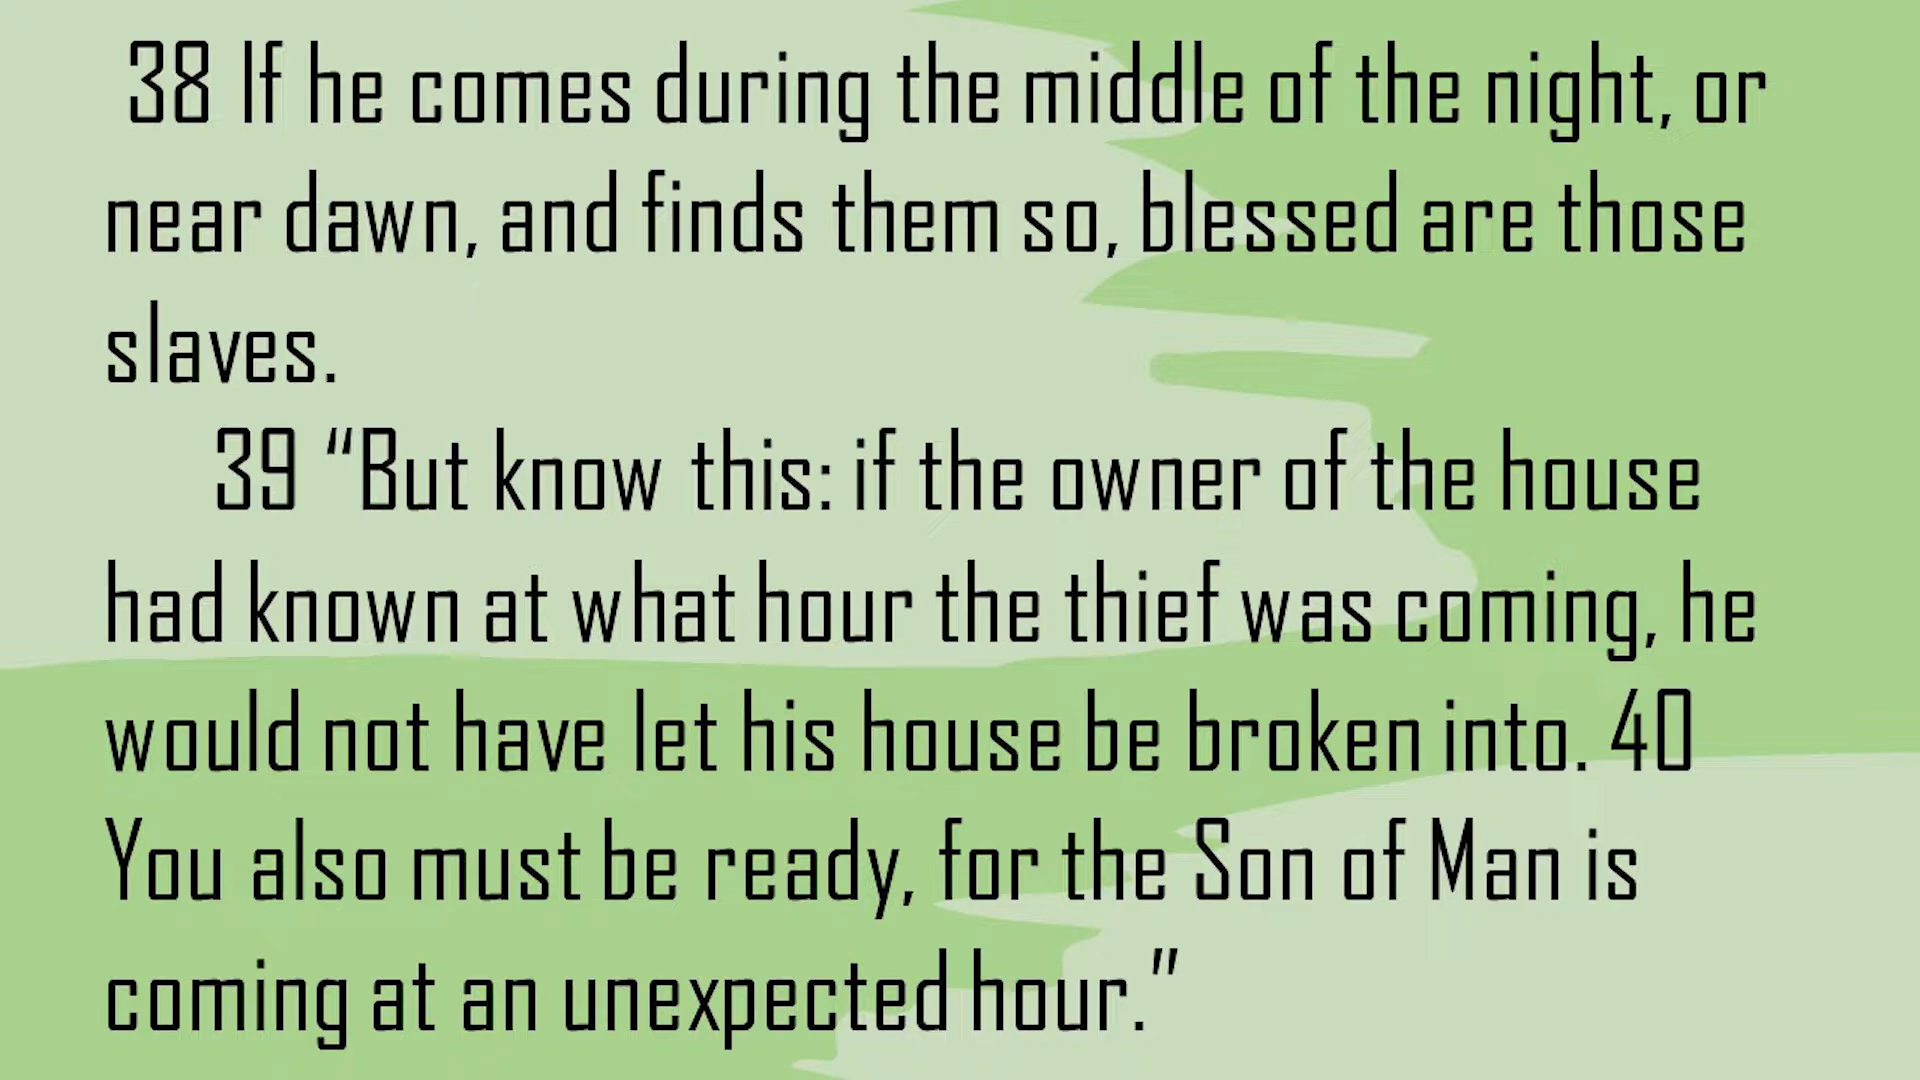 38 If he comes during the middle of the night, or
near dawn, and finds them so, blessed are those
slaves.
39 “But know this: if the owner of the house
had known at what hour the thief was coming, he
would not have let his house be broken into. 40
You also must be ready, for the Son of Man is
coming at an unexpected hour.”